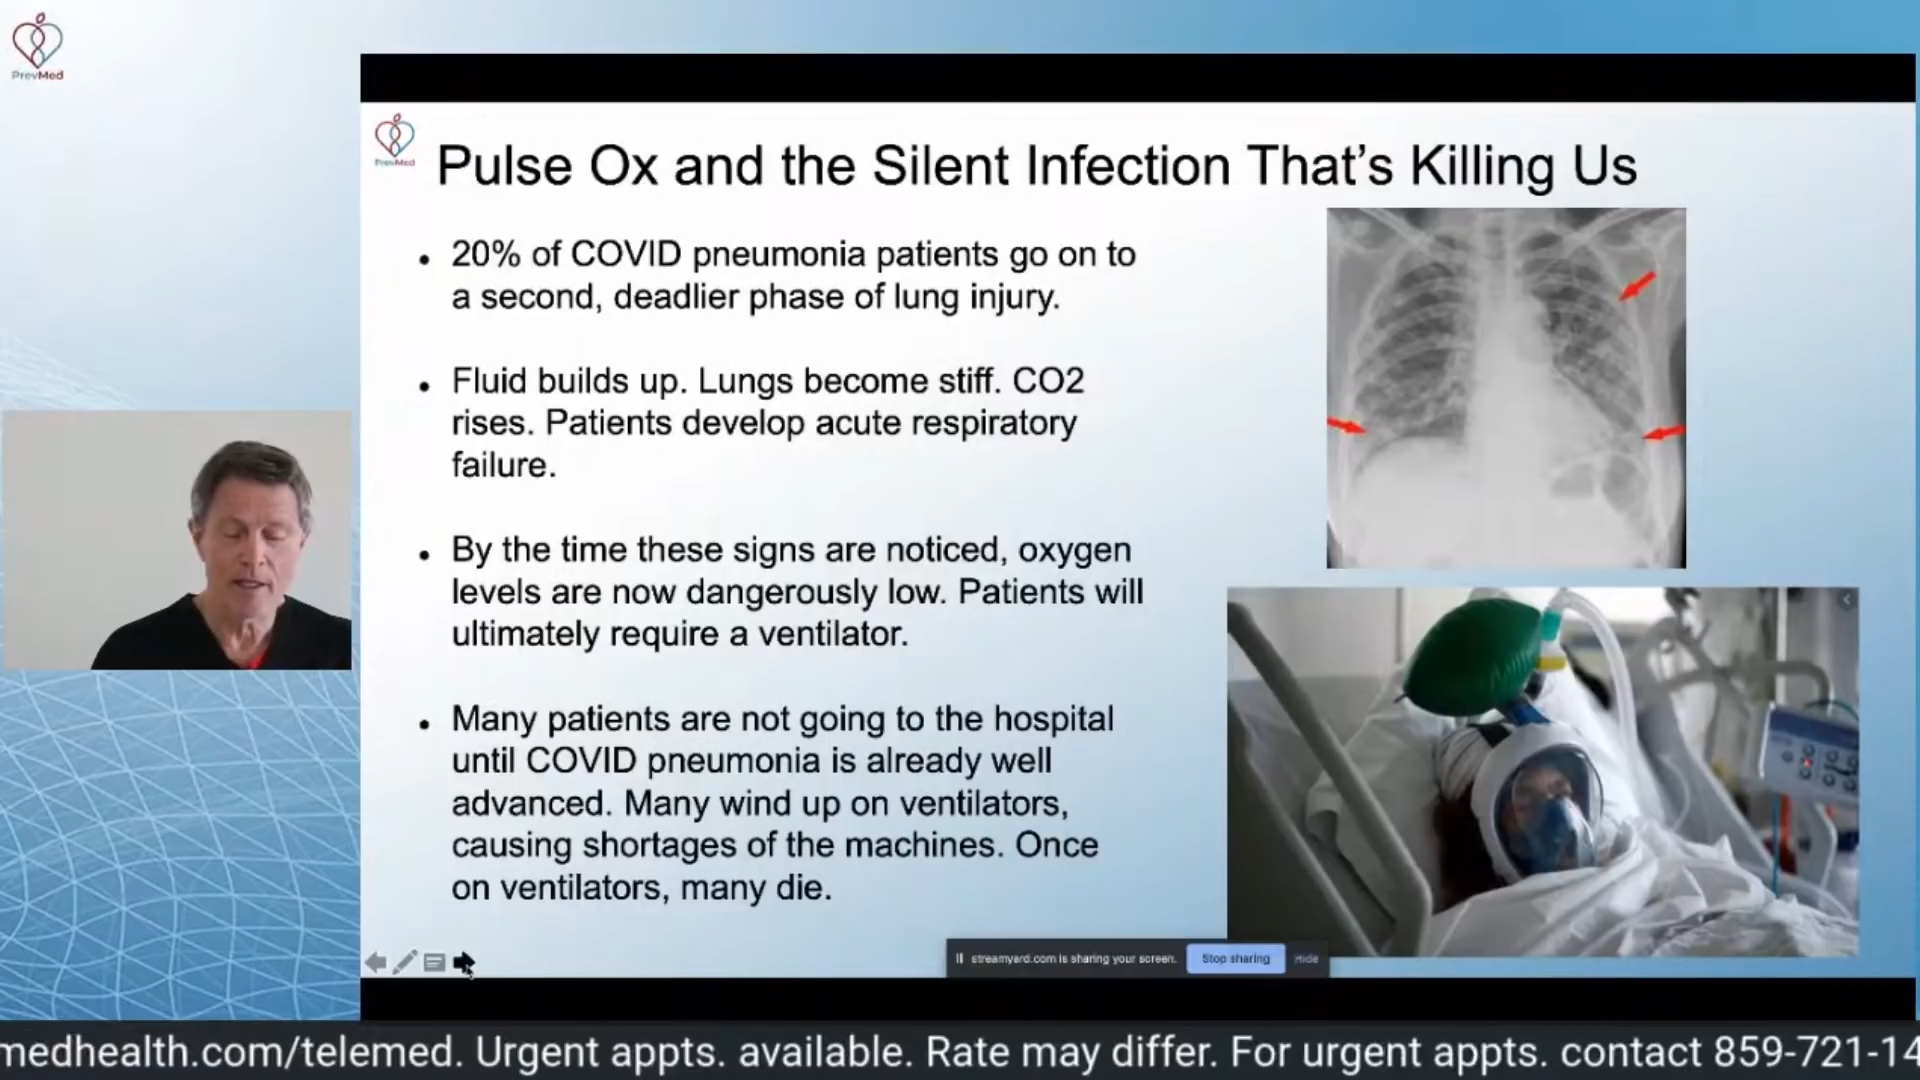 PrevMed
PrevMed
Pulse Ox and the Silent Infection That’s Killing Us
• 20% of COVID pneumonia patients go on to
a second, deadlier phase of lung injury.
• Fluid builds up. Lungs become stiff. CO2
rises. Patients develop acute respiratory
failure.
• By the time these signs are noticed, oxygen
levels are now dangerously low. Patients will
ultimately require a ventilator.
• Many patients are not going to the hospital
until COVID pneumonia is already well
advanced. Many wind up on ventilators,
causing shortages of the machines. Once
on ventilators, many die.
streamyard.com is sharing your screen. Stop sharing Hide
medhealth.com/telemed. Urgent appts. available. Rate may differ. For urgent appts. contact 859-721-14